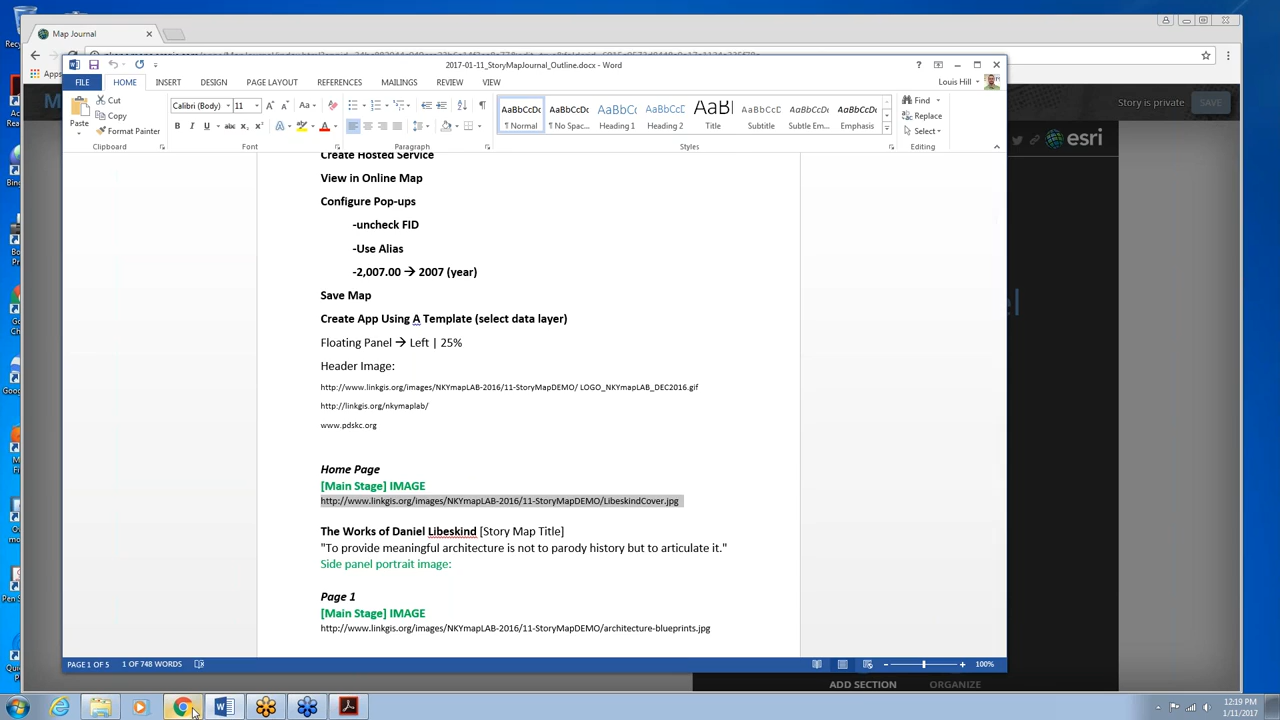 Map Journal
2017-01-11_StoryMapJournal_Outline.docx - Word
Apps
FILE HOME INSERT DESIGN PAGE LAYOUT REFERENCES MAILINGS REVIEW VIEW
Louis Hill
Story is private SAVE
Paste Cut Copy Format Painter
Calibri (Body) 11
AaBbCcDc AaBbCcDc AaBbCc AaBbCc AaBl AaBbCcD AaBbCcDc AaBbCcDc
¶ Normal ¶ No Spac... Heading 1 Heading 2 Title Subtitle Subtle Em... Emphasis
Find Replace Select
Clipboard Font Paragraph Styles Editing
esri
Create Hosted Service
View in Online Map
Configure Pop-ups
-uncheck FID
-Use Alias
-2,007.00 → 2007 (year)
Save Map
Create App Using A Template (select data layer)
Floating Panel → Left | 25%
Header Image:
http://www.linkgis.org/images/NKYmapLAB-2016/11-StoryMapDEMO/ LOGO_NKYmapLAB_DEC2016.gif
http://linkgis.org/nkymaplab/
www.pdskc.org
Home Page
[Main Stage] IMAGE
http://www.linkgis.org/images/NKYmapLAB-2016/11-StoryMapDEMO/LibeskindCover.jpg
The Works of Daniel Libeskind [Story Map Title]
"To provide meaningful architecture is not to parody history but to articulate it."
Side panel portrait image:
Page 1
[Main Stage] IMAGE
http://www.linkgis.org/images/NKYmapLAB-2016/11-StoryMapDEMO/architecture-blueprints.jpg
PAGE 1 OF 5 1 OF 748 WORDS 100%
ADD SECTION ORGANIZE
12:19 PM
1/11/2017